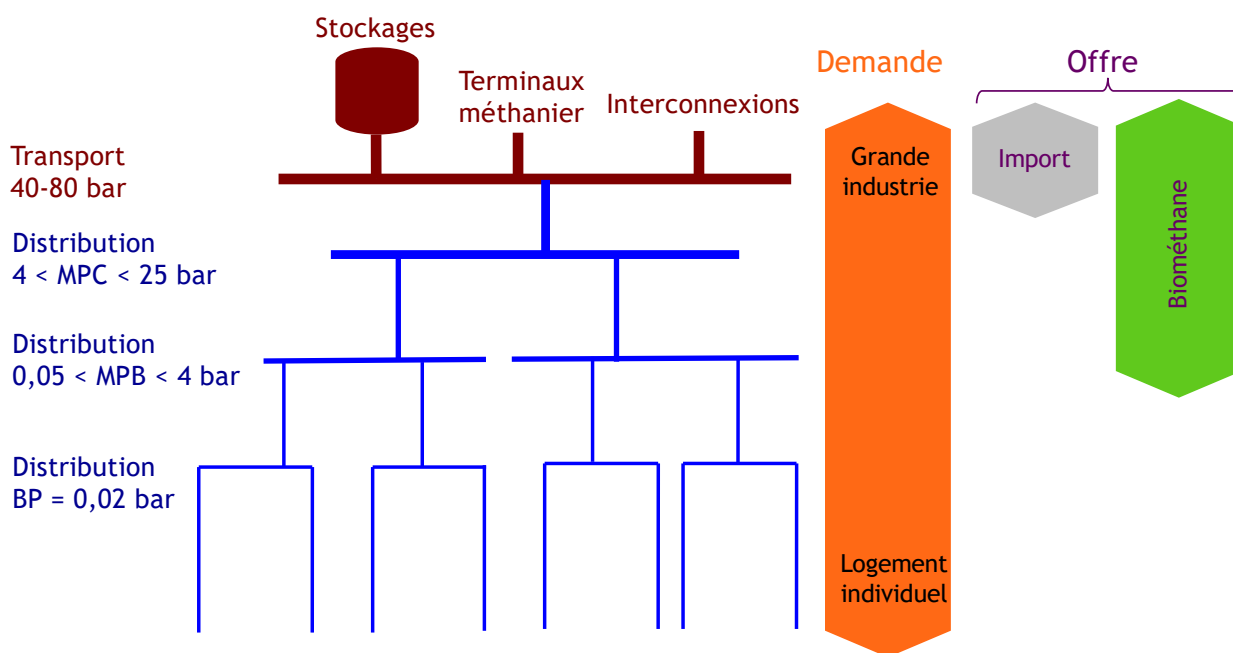 Stockages
Terminaux
méthanier
Interconnexions
Demande
Offre
Transport
40-80 bar
Grande
industrie
Import
Biométhane
Distribution
4 < MPC < 25 bar
Distribution
0,05 < MPB < 4 bar
Distribution
BP = 0,02 bar
Logement
individuel